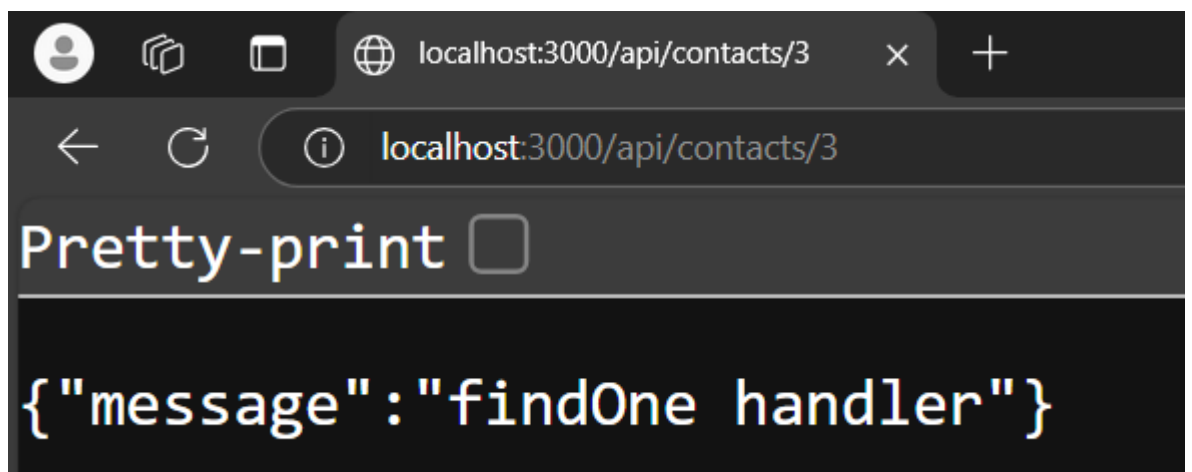 localhost:3000/api/contacts/3
localhost:3000/api/contacts/3
Pretty-print
{"message":"findOne handler"}